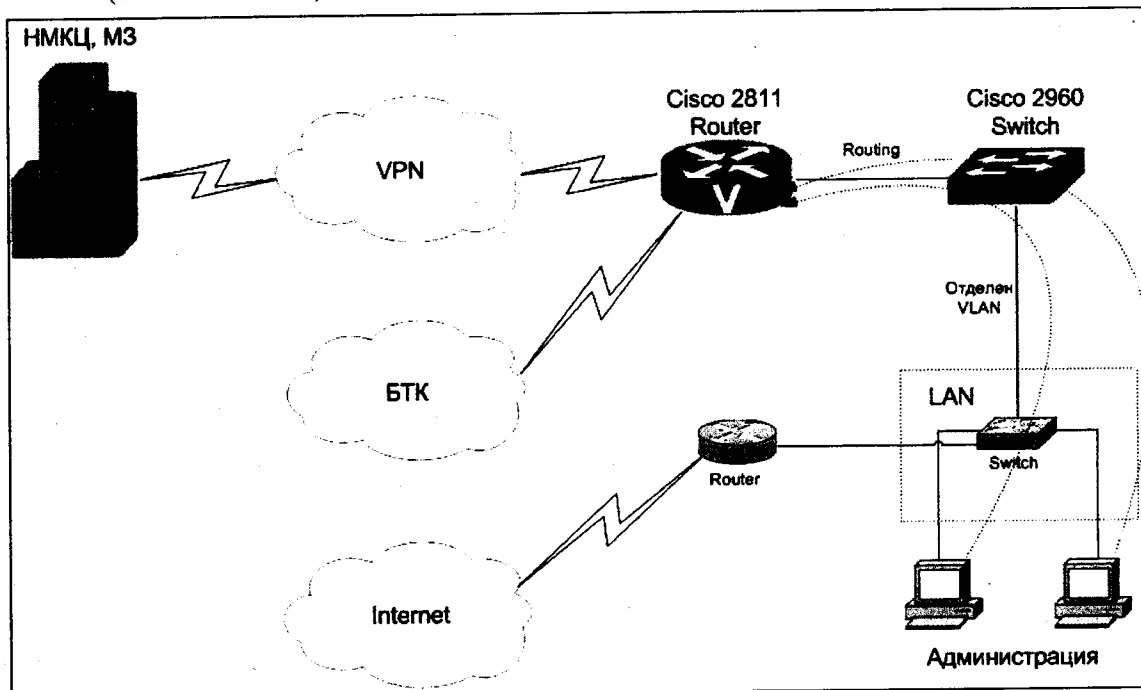 НМКЦ, МЗ
Cisco 2811
Router
Cisco 2960
Switch
VPN
Routing
V
Отделен
VLAN
БТК
LAN
Switch
Router
Internet
Администрация